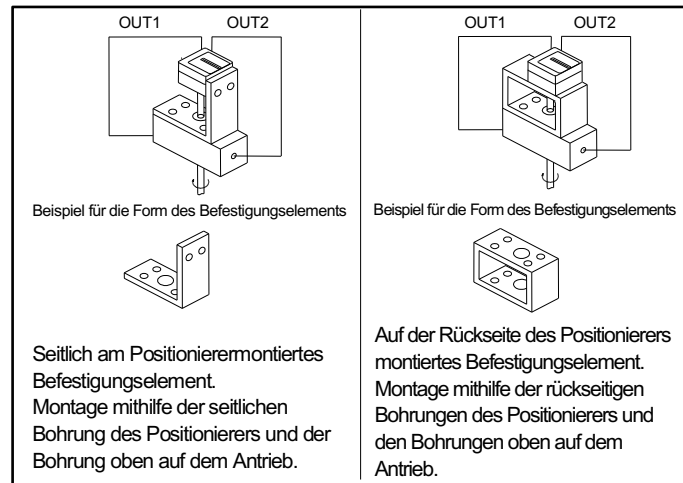 OUT1 OUT2
Beispiel für die Form des Befestigungselements
Seitlich am Positionierermontiertes
Befestigungselement.
Montage mithilfe der seitlichen
Bohrung des Positionierers und der
Bohrung oben auf dem Antrieb.
OUT1 OUT2
Beispiel für die Form des Befestigungselements
Auf der Rückseite des Positionierers
montiertes Befestigungselement.
Montage mithilfe der rückseitigen
Bohrungen des Positionierers und
den Bohrungen oben auf dem
Antrieb.